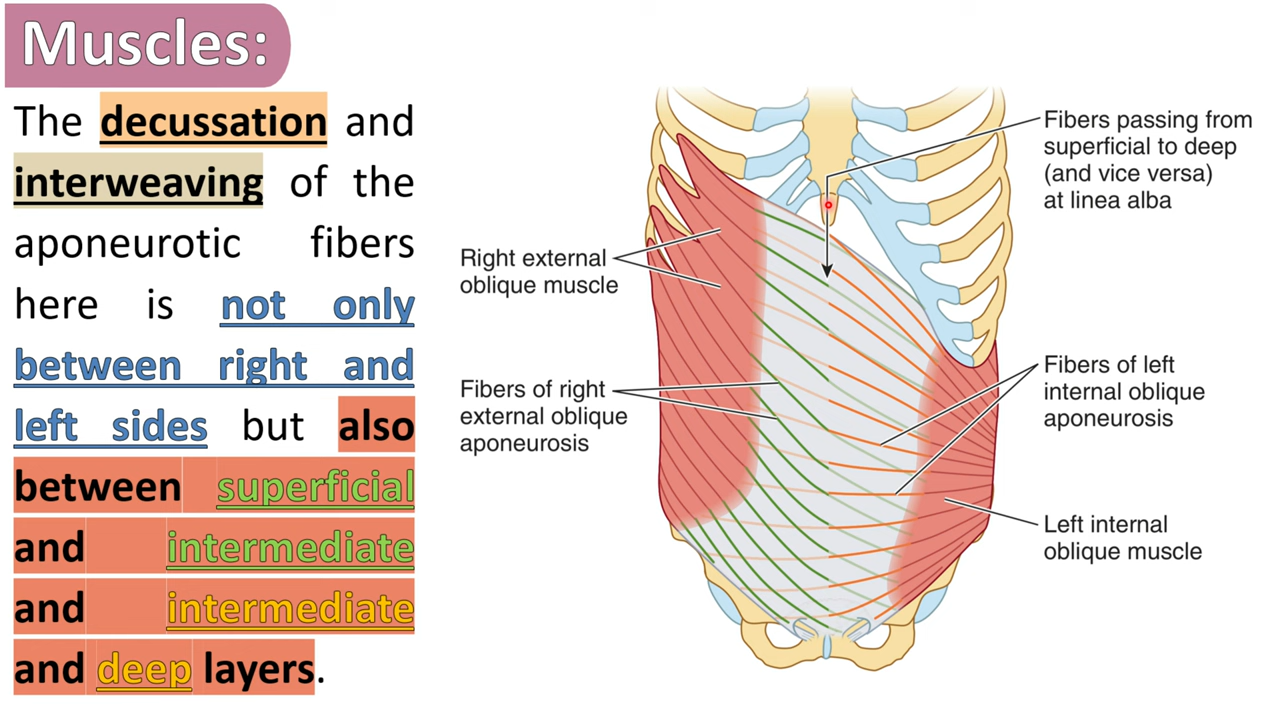 Muscles:
The decussation and
interweaving of the
aponeurotic fibers
here is not only
between right and
left sides but also
between superficial
and intermediate
and intermediate
and deep layers.
Fibers passing from
superficial to deep
(and vice versa)
at linea alba
Right external
oblique muscle
Fibers of right
external oblique
aponeurosis
Fibers of left
internal oblique
aponeurosis
Left internal
oblique muscle